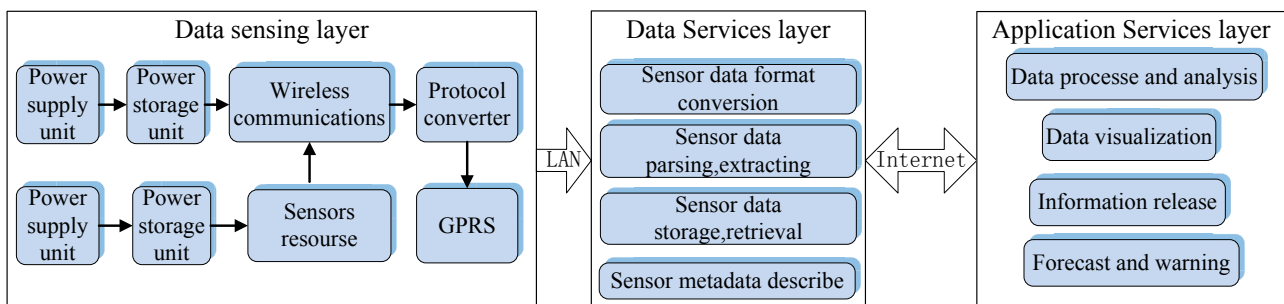 Data sensing layer
Power
supply
unit
Power
storage
unit
Wireless
communications
Protocol
converter
Power
supply
unit
Power
storage
unit
Sensors
resourse
GPRS
LAN
Data Services layer
Sensor data format
conversion
Sensor data
parsing,extracting
Sensor data
storage,retrieval
Sensor metadata describe
Internet
Application Services layer
Data processe and analysis
Data visualization
Information release
Forecast and warning